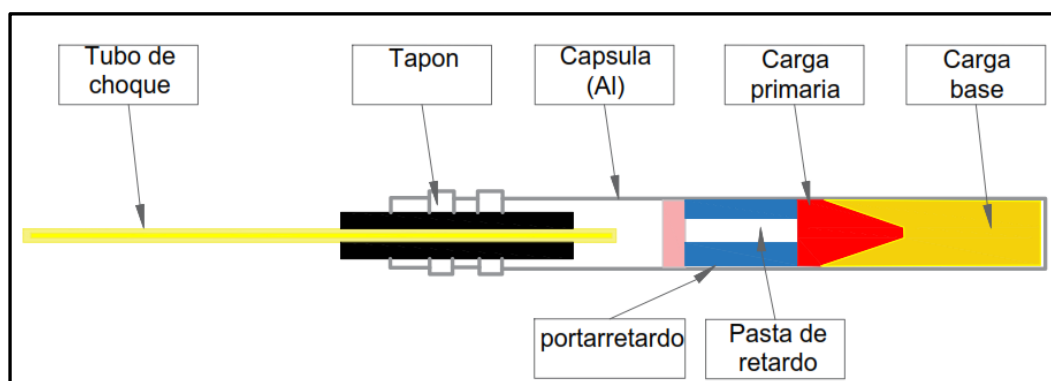 Tubo de
choque
Tapon
Capsula
(Al)
Carga
primaria
Carga
base
portarretardo
Pasta de
retardo